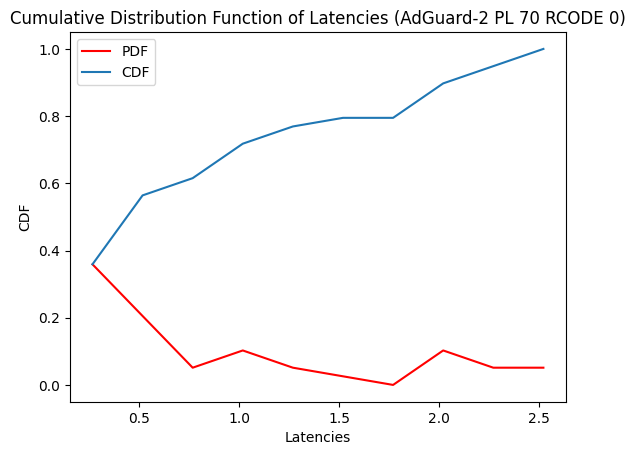 Cumulative Distribution Function of Latencies (AdGuard-2 PL 70 RCODE 0)
PDF
CDF
1.0
0.8
0.6
0.4
0.2
0.0
CDF
0.5
1.0
1.5
2.0
2.5
Latencies